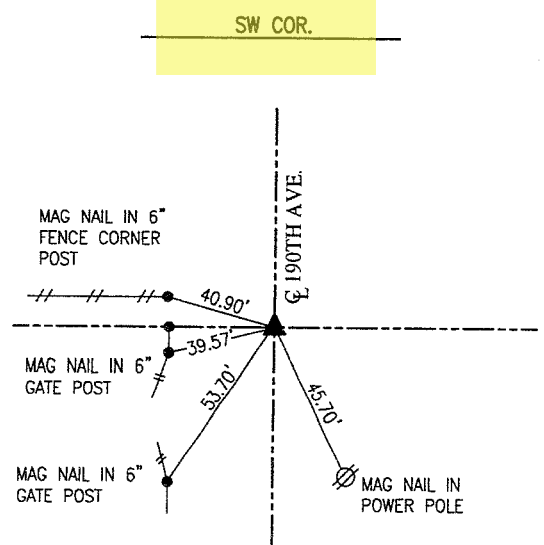 SW COR.
℄ 190TH AVE.
MAG NAIL IN 6"
FENCE CORNER
POST
40.90'
39.57'
MAG NAIL IN 6"
GATE POST
53.70'
45.70'
MAG NAIL IN 6"
GATE POST
MAG NAIL IN
POWER POLE